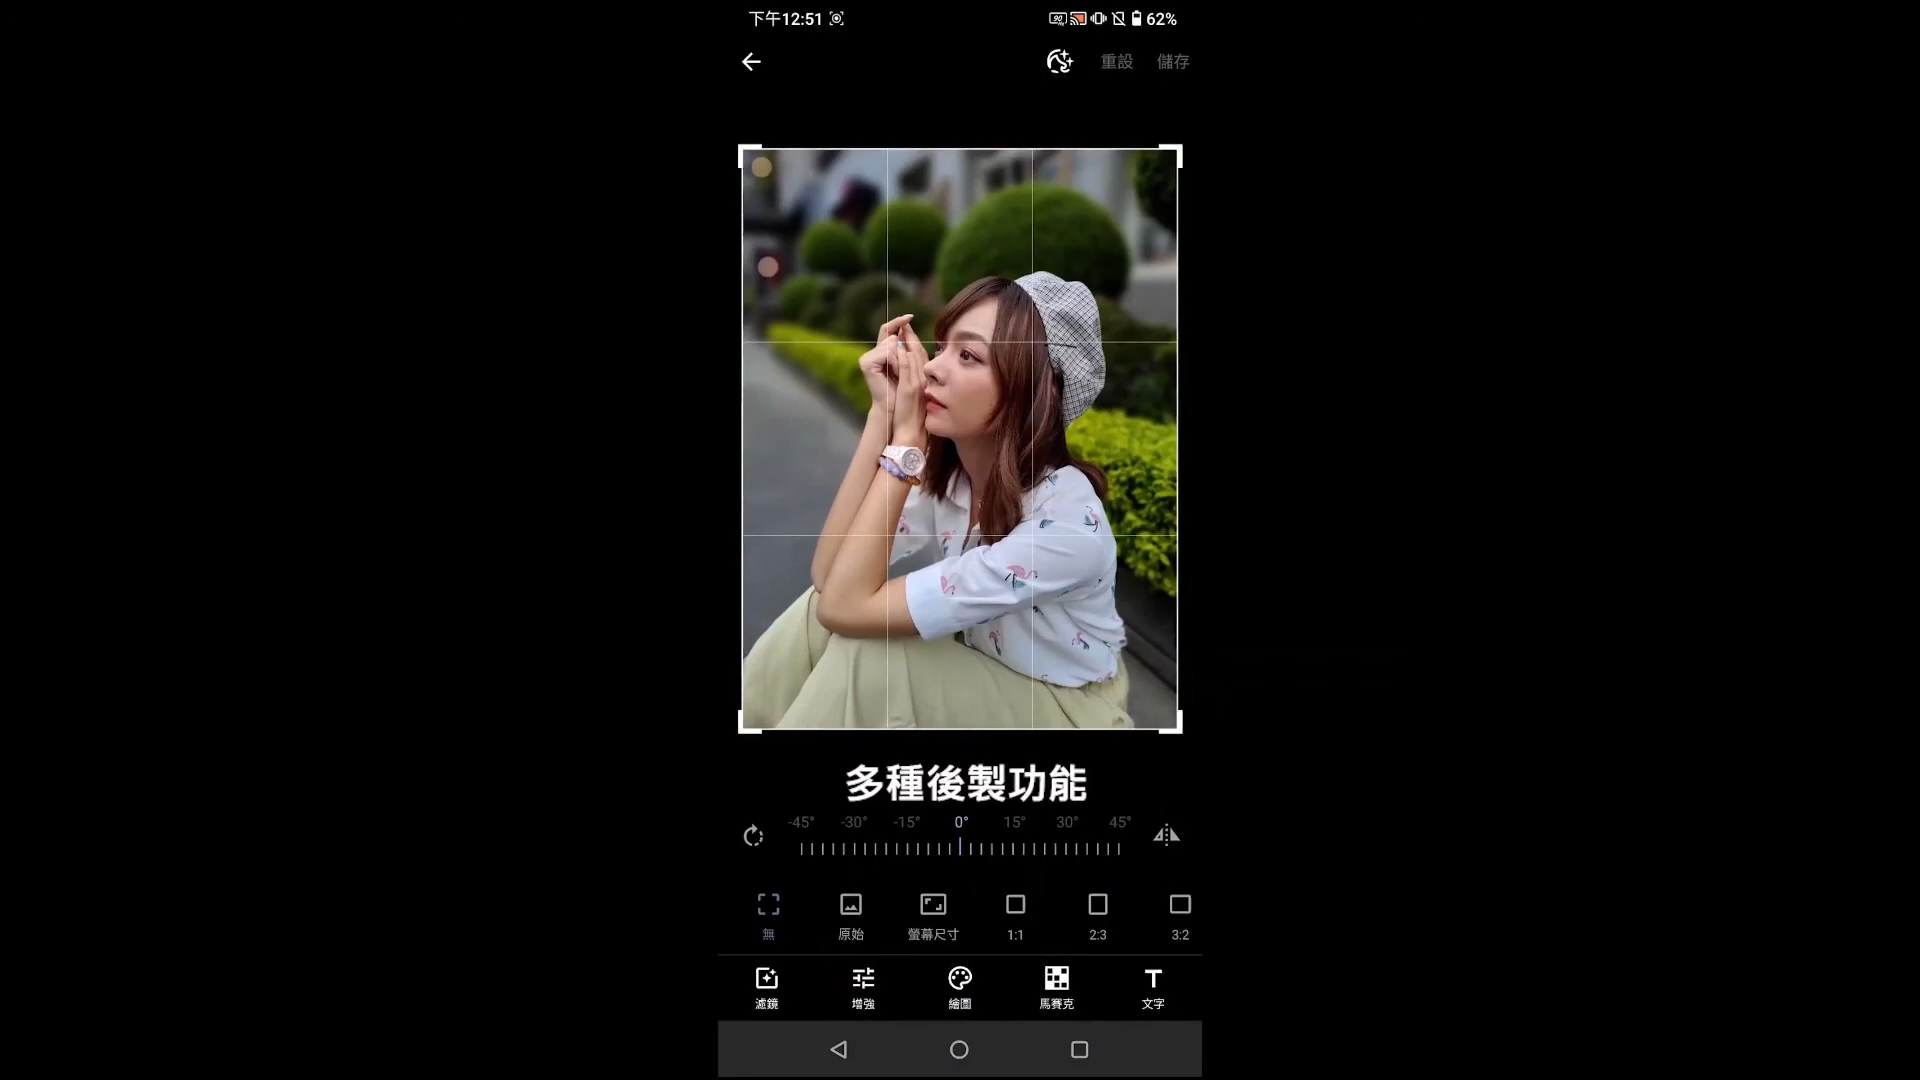 下午12:51
90Hz 62%
重設 儲存
多種後製功能
-45° -30° -15° 0° 15° 30° 45°
無 原始 螢幕尺寸 1:1 2:3 3:2
濾鏡 增強 繪圖 馬賽克 文字